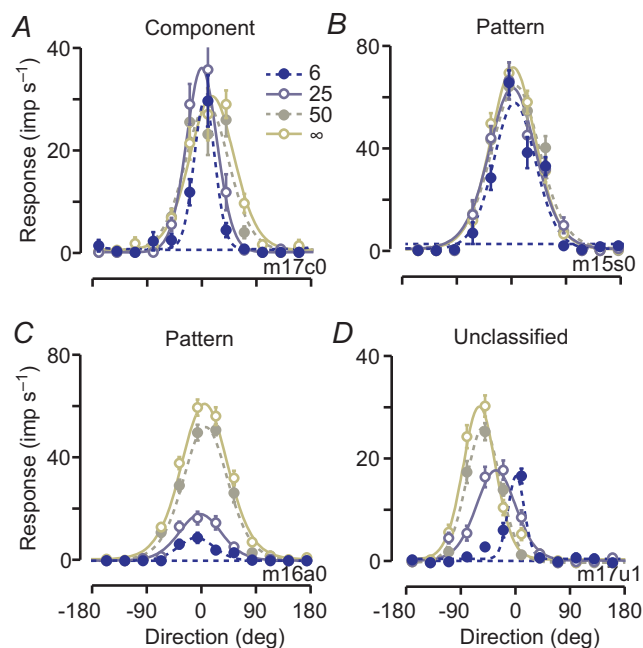 A Component
40
20
0
Response (imp s⁻¹)
6
25
50
∞
m17c0
B Pattern
80
40
0
m15s0
C Pattern
60
40
20
0
Response (imp s⁻¹)
m16a0
-180 -90 0 90 180
Direction (deg)
D Unclassified
40
20
0
m17u1
-180 -90 0 90 180
Direction (deg)